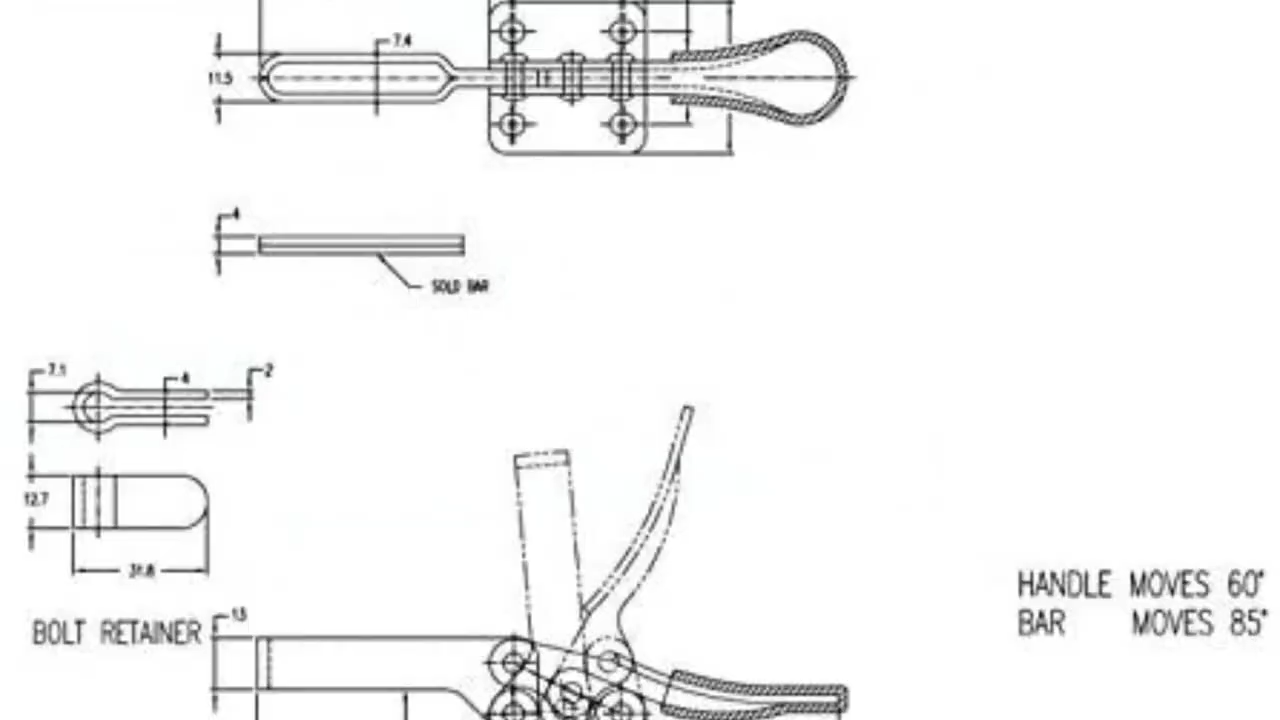 7.4
11.5
4
SOLD BAR
7.1
4
2
12.7
31.8
HANDLE MOVES 60°
BAR MOVES 85°
BOLT RETAINER
13